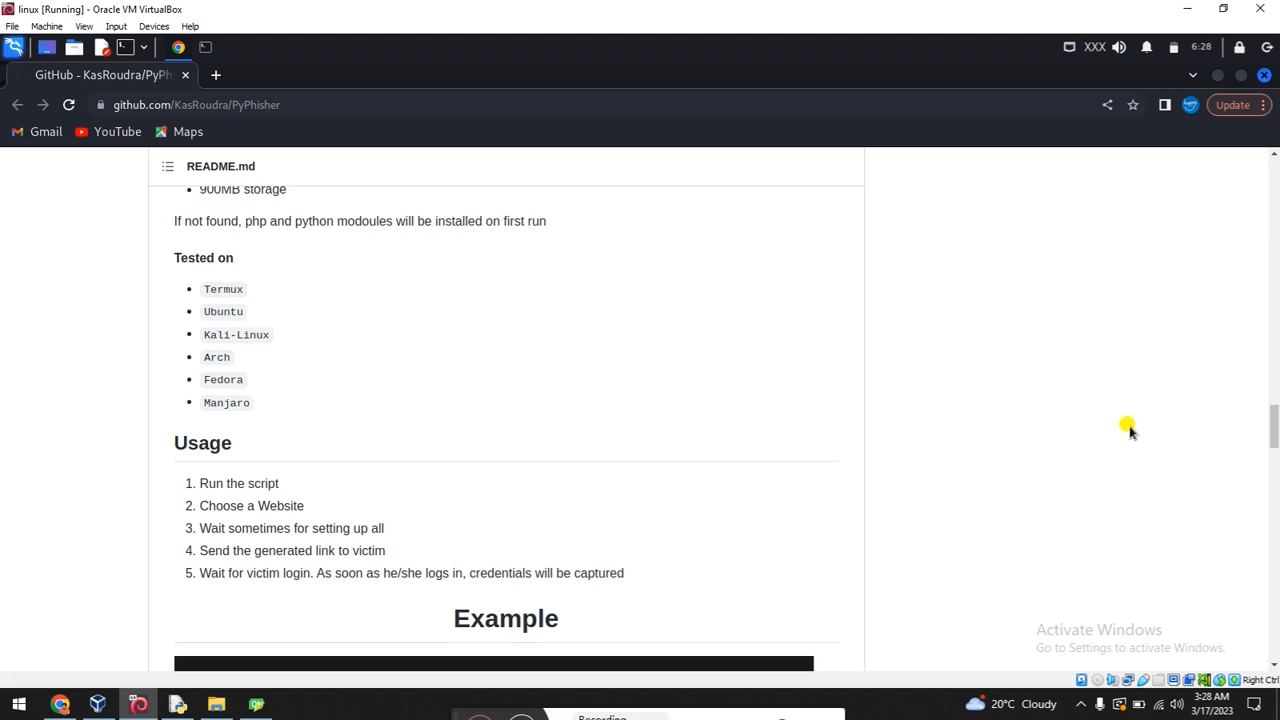 linux [Running] - Oracle VM VirtualBox
File Machine View Input Devices Help
XXX 6:28
GitHub - KasRoudra/PyPhi
github.com/KasRoudra/PyPhisher
Update
Gmail YouTube Maps
README.md
900MB storage
If not found, php and python modoules will be installed on first run
Tested on
Termux
Ubuntu
Kali-Linux
Arch
Fedora
Manjaro
Usage
1. Run the script
2. Choose a Website
3. Wait sometimes for setting up all
4. Send the generated link to victim
5. Wait for victim login. As soon as he/she logs in, credentials will be captured
Example
Activate Windows
Go to Settings to activate Windows.
Right Ctrl
Recording
20°C Cloudy
3:28 AM
3/17/2023